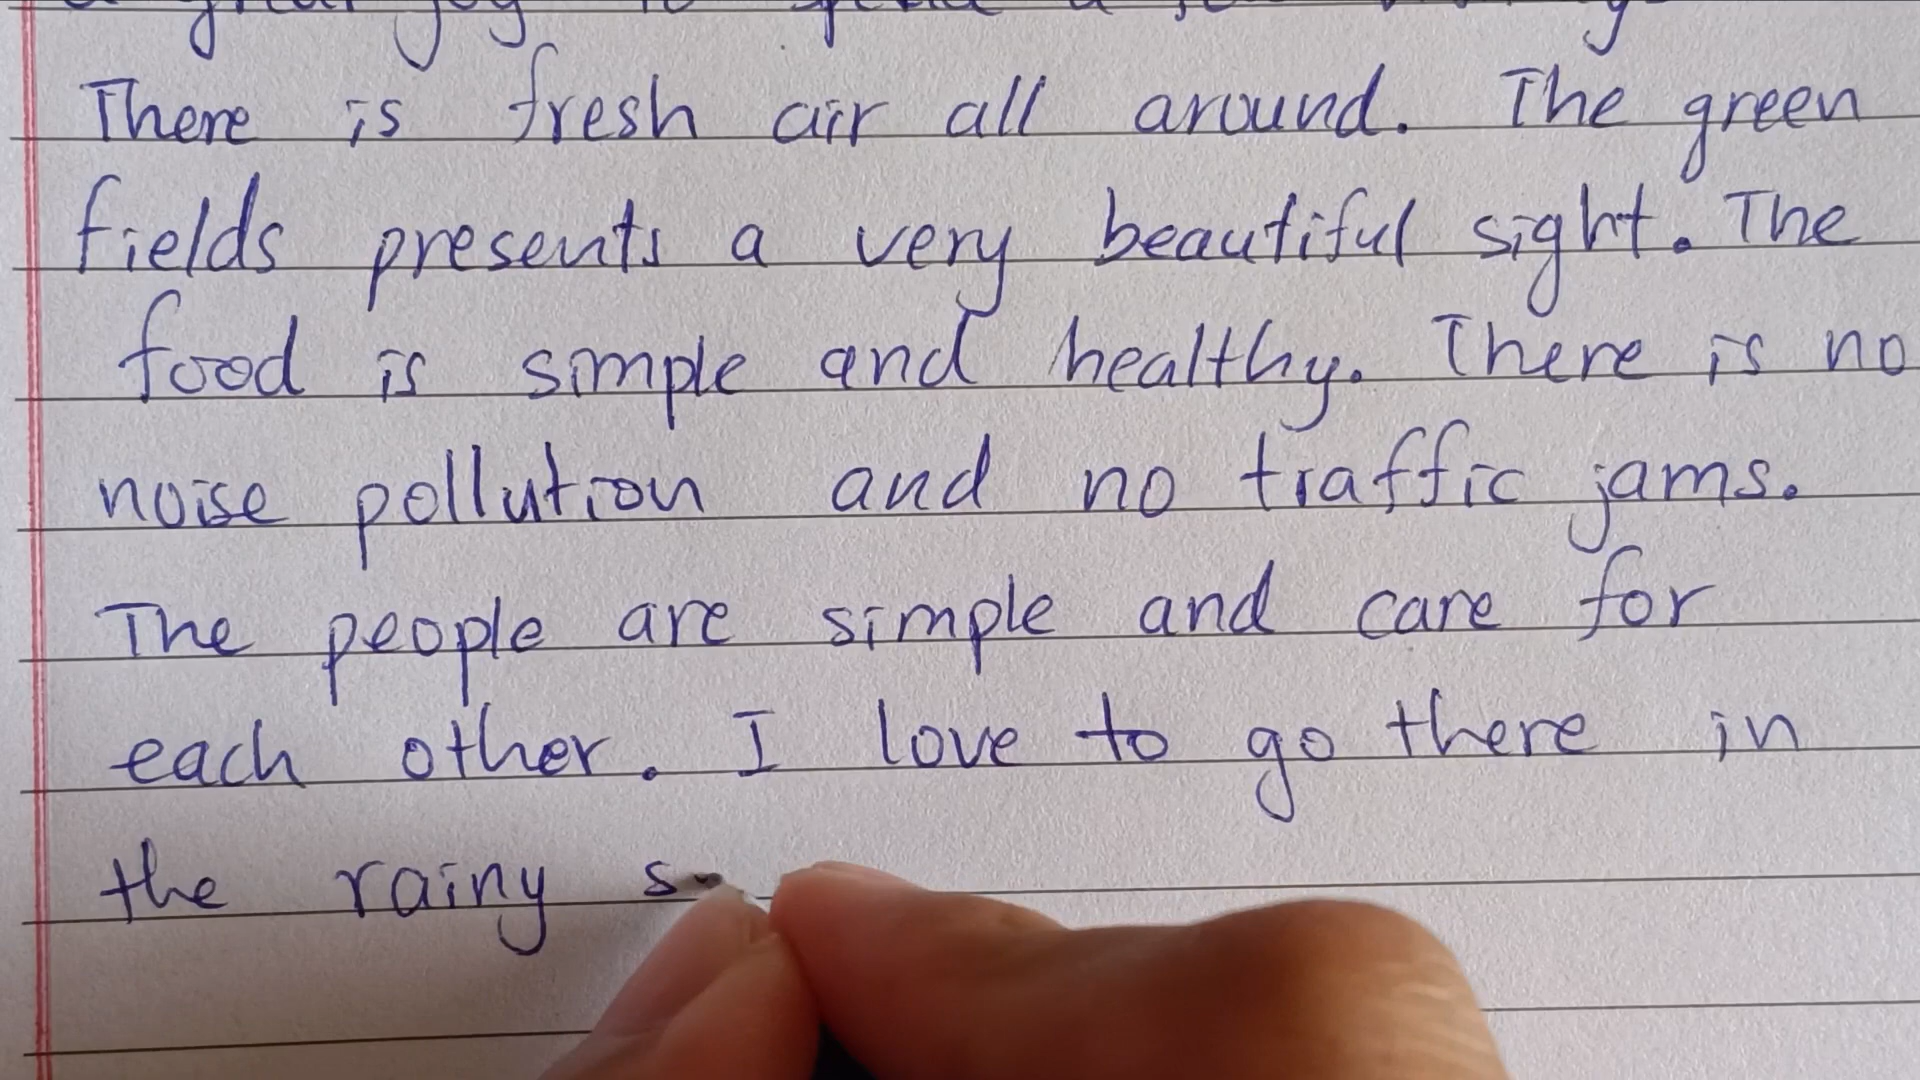 There is fresh air all around. The green
fields presents a very beautiful sight. The
food is simple and healthy. There is no
noise pollution and no traffic jams.
The people are simple and care for
each other. I love to go there in
the rainy